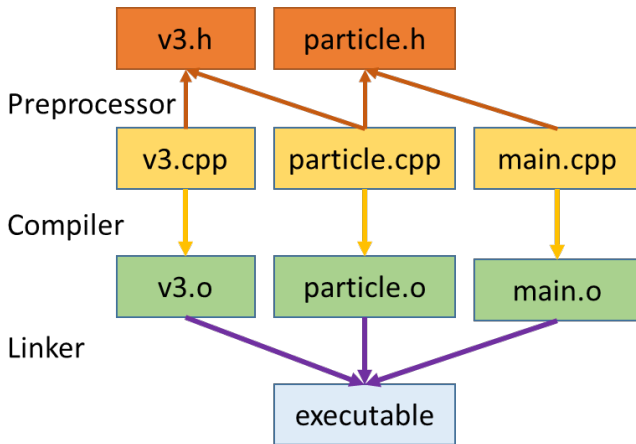 v3.h
particle.h
Preprocessor
v3.cpp
particle.cpp
main.cpp
Compiler
v3.o
particle.o
main.o
Linker
executable